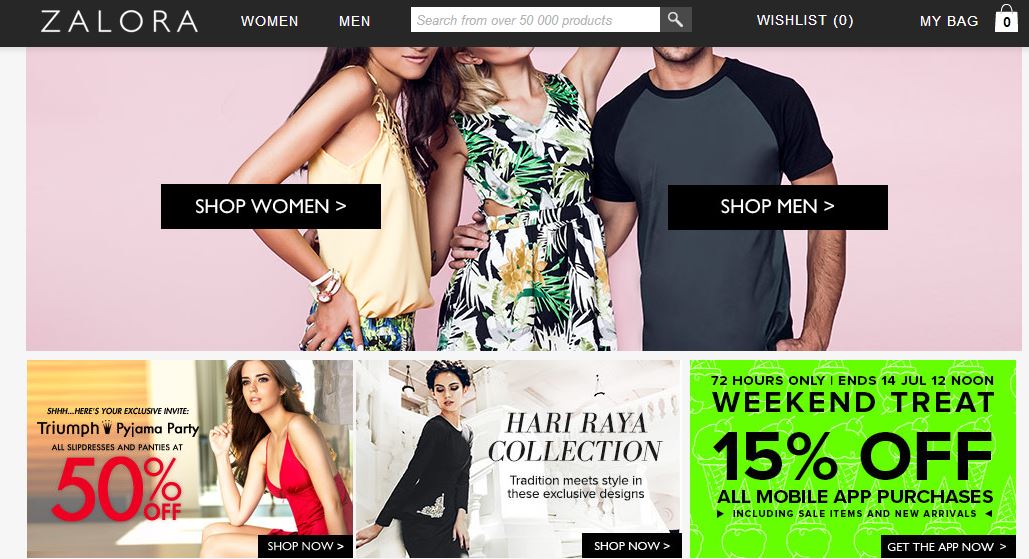 ZALORA WOMEN MEN Search from over 50 000 products WISHLIST (0) MY BAG 0
SHOP WOMEN > SHOP MEN >
SHHH...HERE'S YOUR EXCLUSIVE INVITE:
Triumph Pyjama Party
ALL SLIPDRESSES AND PANTIES AT
50%
OFF
SHOP NOW >
HARI RAYA
COLLECTION
Tradition meets style in
these exclusive designs
SHOP NOW >
72 HOURS ONLY | ENDS 14 JUL 12 NOON
WEEKEND TREAT
15% OFF
ALL MOBILE APP PURCHASES
INCLUDING SALE ITEMS AND NEW ARRIVALS
GET THE APP NOW >